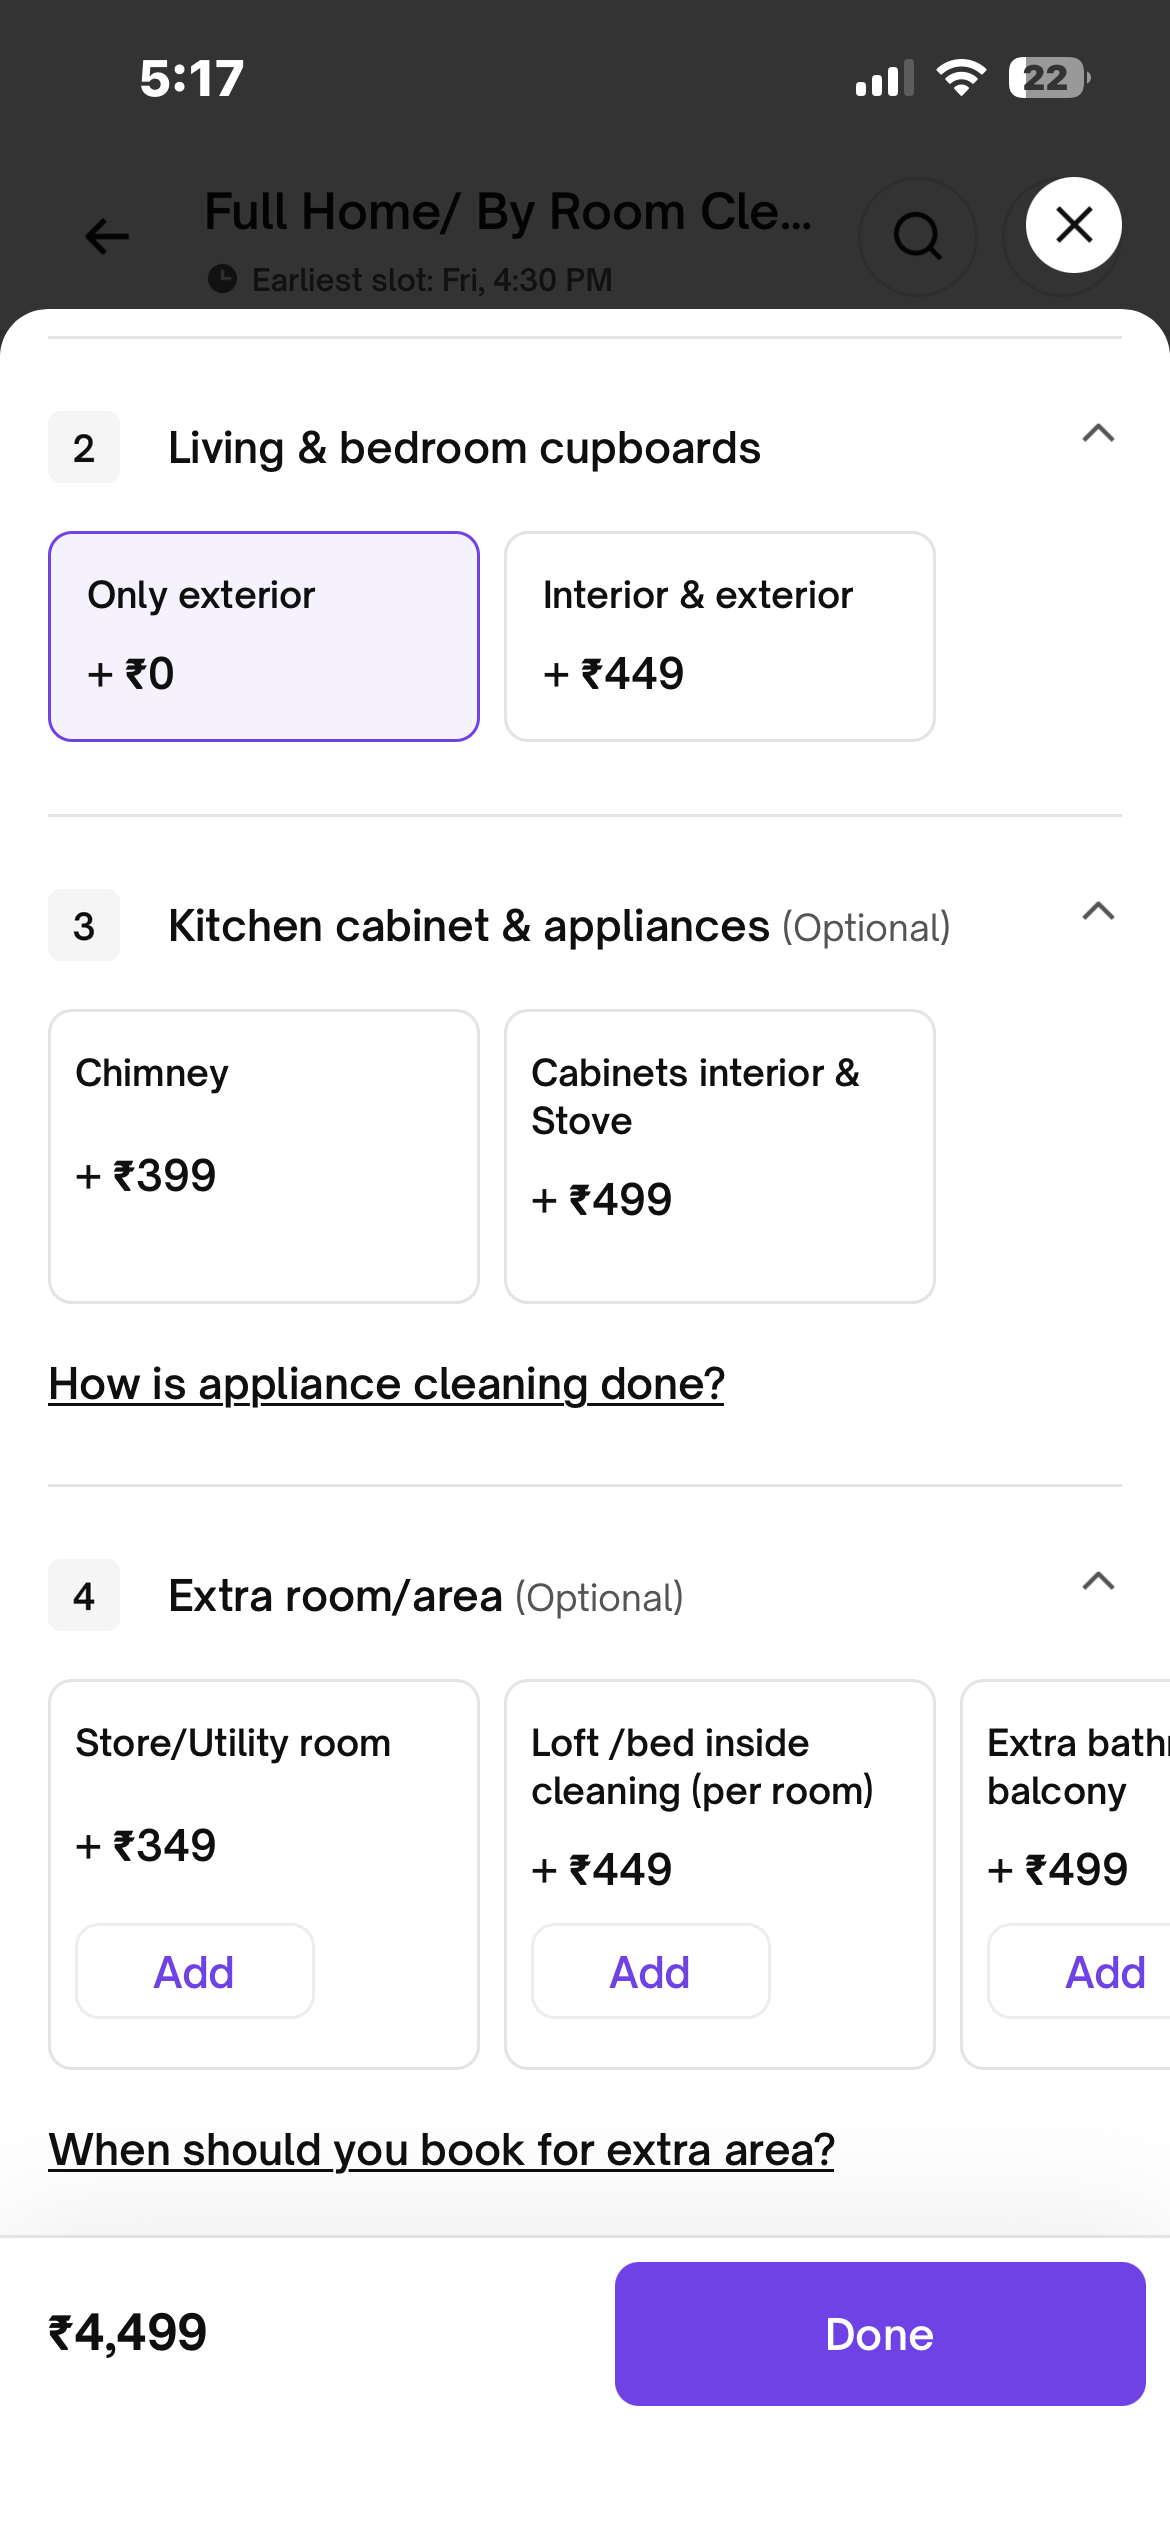 5:17
22
Full Home/ By Room Cle...
Earliest slot: Fri, 4:30 PM
2
Living & bedroom cupboards
Only exterior
+ ₹0
Interior & exterior
+ ₹449
3
Kitchen cabinet & appliances (Optional)
Chimney
+ ₹399
Cabinets interior &
Stove
+ ₹499
How is appliance cleaning done?
4
Extra room/area (Optional)
Store/Utility room
+ ₹349
Add
Loft /bed inside
cleaning (per room)
+ ₹449
Add
Extra
balcony
+ ₹499
Add
When should you book for extra area?
₹4,499
Done